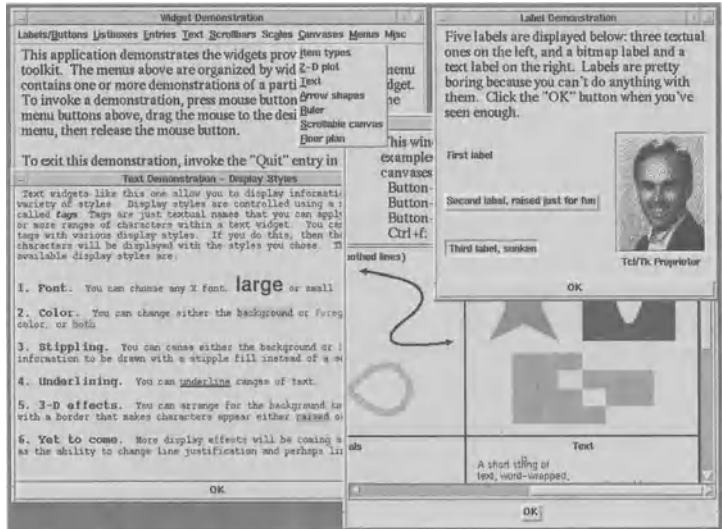 Widget Demonstration
Labels/Buttons Listboxes Entries Text Scrollbars Scales Canvases Menus Misc
This application demonstrates the widgets prov
toolkit. The menus above are organized by wid
menu
contains one or more demonstrations of a parti
dget.
To invoke a demonstration, press mouse button
he
menu buttons above, drag the mouse to the desi
menu, then release the mouse button.
To exit this demonstration, invoke the "Quit" entry in
Item types
2-D plot
Text
Arrow shapes
Ruler
Scrollable canvas
Floor plan
Text Demonstration - Display Styles
Text widgets like this one allow you to display informati
variety of styles Display styles are controlled using a
called tags Tags are just textual names that you can appl
or more ranges of characters within a text widget. You can
tags with various display styles. If you do this, then the
characters will be displayed with the styles you chose. Th
available display styles are:
1. Font. You can choose any X font, large or small
2. Color. You can change either the background or foreg
color, or both
3. Stippling. You can cause either the background or
information to be drawn with a stipple fill instead of a so
4. Underlining. You can underline ranges of text.
5. 3-D effects. You can arrange for the background to
with a border that makes characters appear either raised o
6. Yet to come. More display effects will be coming s
as the ability to change line justification and perhaps lin
OK
This win
example
canvases
Button-
Button-
Button-
Ctrl+f:
oothed lines)
als
Text
A short string of
text, word-wrapped,
OK
Label Demonstration
Five labels are displayed below: three textual
ones on the left, and a bitmap label and a
text label on the right. Labels are pretty
boring because you can't do anything with
them. Click the "OK" button when you've
seen enough.
First label
Second label, raised just for fun
Third label, sunken
Tcl/Tk Proprietor
OK